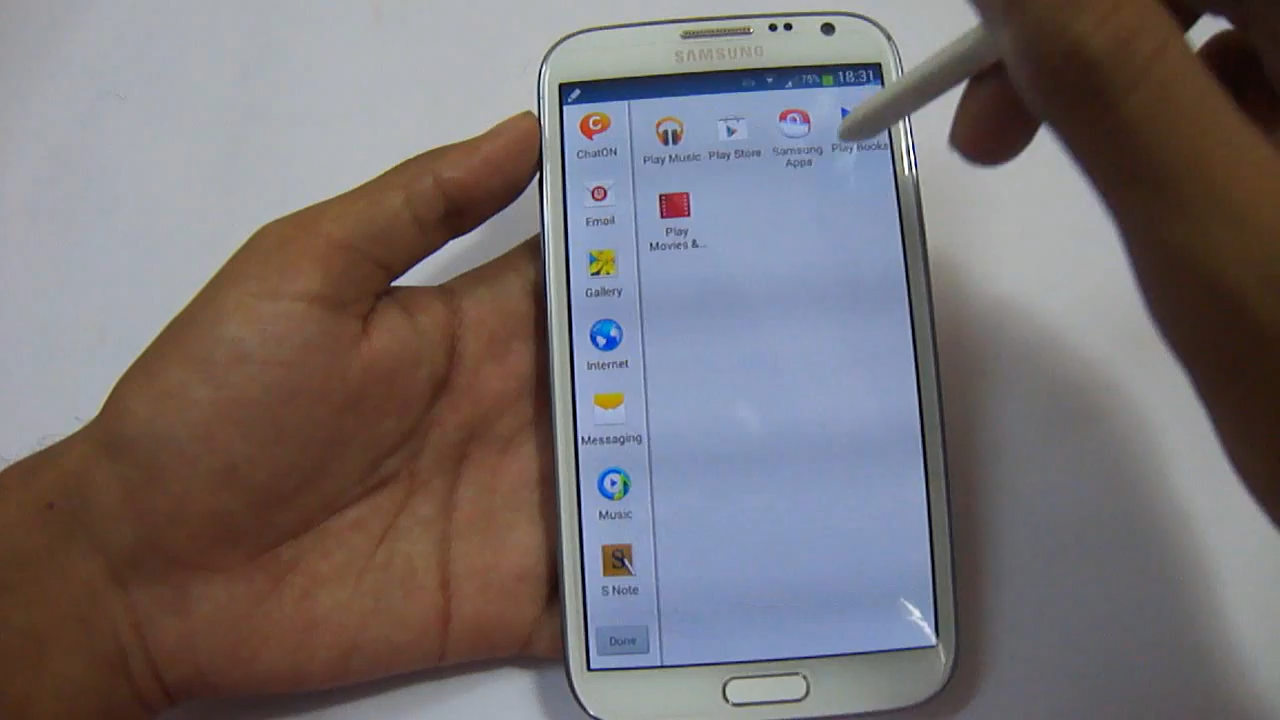 SAMSUNG
75% 18:31
ChatON
Email
Gallery
Internet
Messaging
Music
S Note
Done
Play Music
Play Store
Samsung
Apps
Play Books
Play
Movies &...